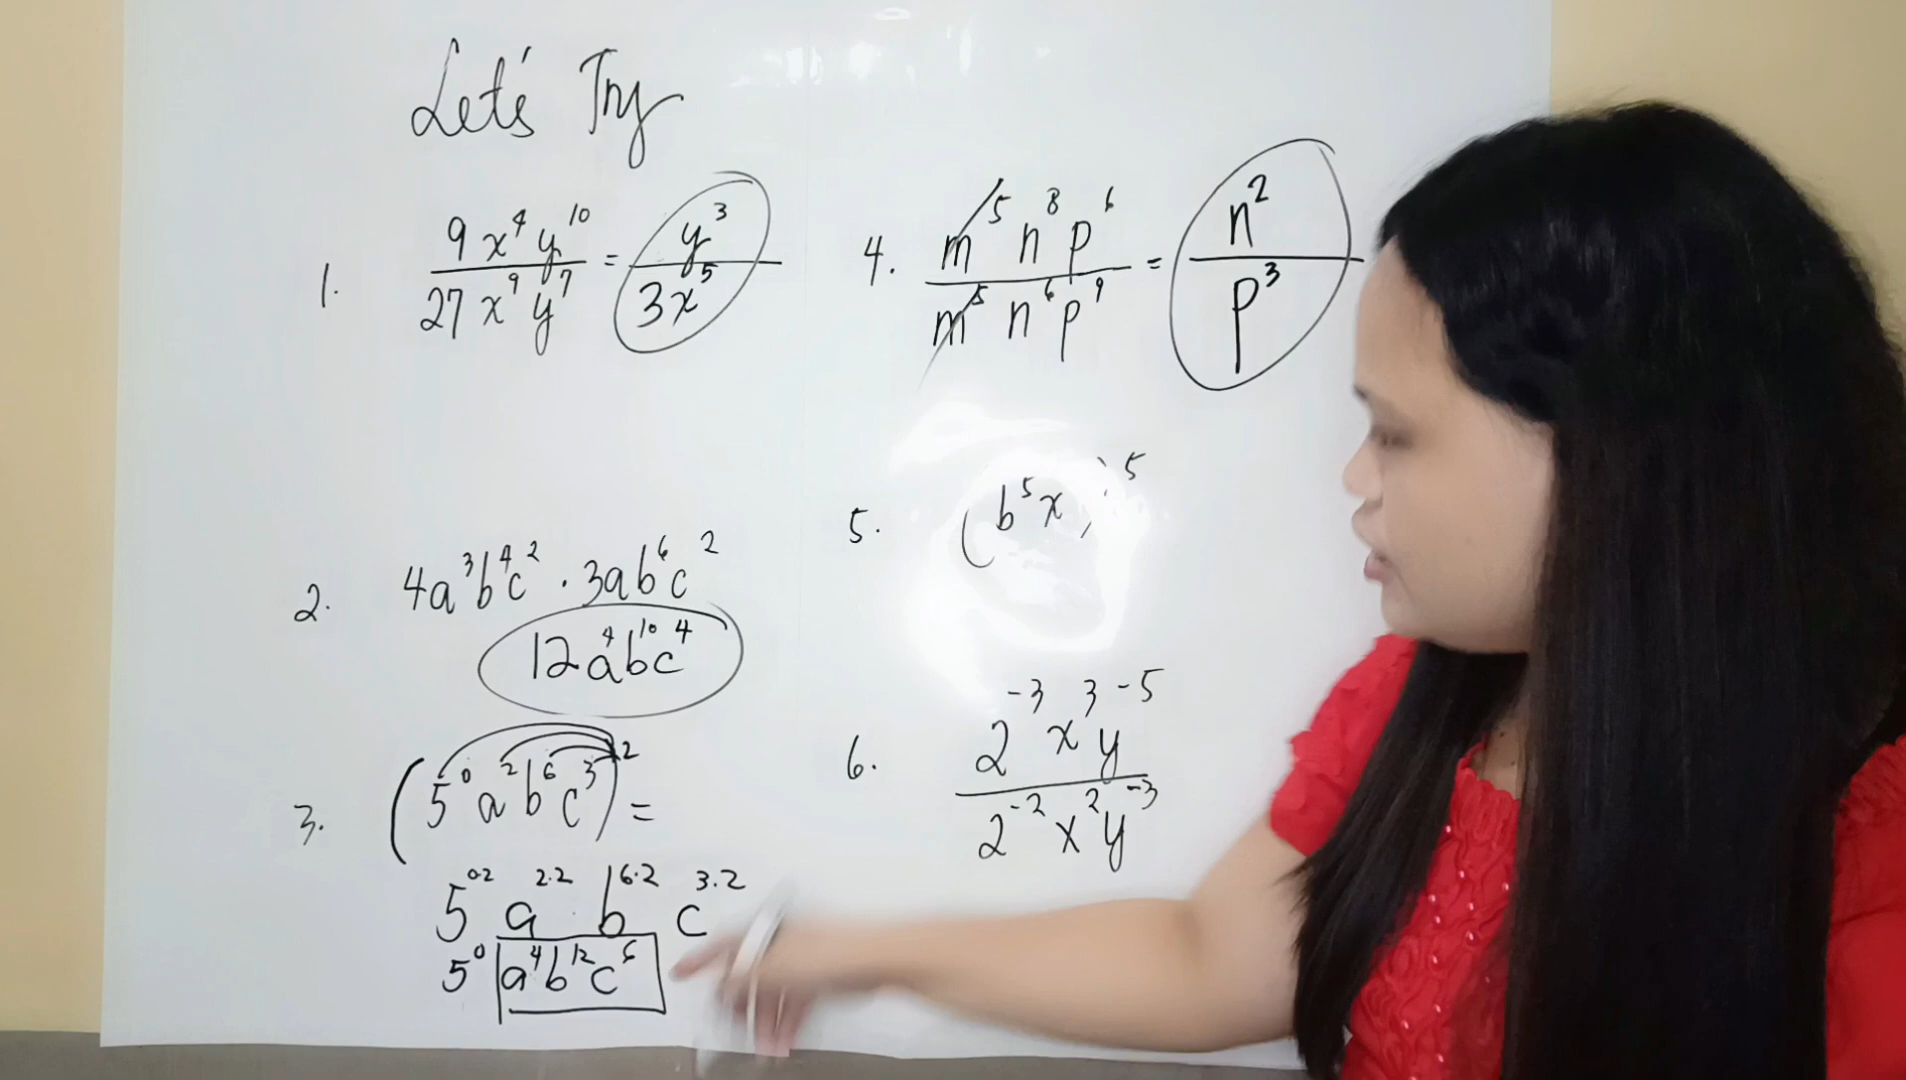 Let's Try
1. 9x⁴y¹⁰ / 27x⁹y⁷ = y³ / 3x⁵
2. 4a³b⁴c² · 3ab⁶c²
12a⁴b¹⁰c⁴
3. (5⁰a²b⁶c³)² =
5⁰·² a²·² b⁶·² c³·²
5⁰ a⁴b¹²c⁶
4. m⁵n⁸p⁶ / m⁵n⁶p⁹ = n² / p³
5. (b⁵x)⁵
6. 2⁻³x³y⁻⁵ / 2⁻²x²y⁻³